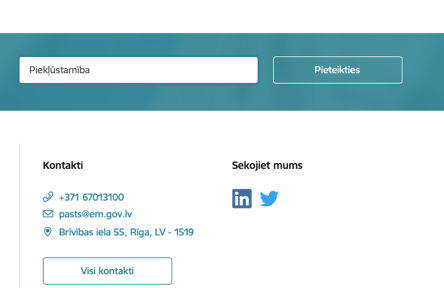 Piekļūstamība
Pieteikties
Kontakti
Sekojiet mums
+371 67013100
pasts@em.gov.lv
Brīvības iela 55, Rīga, LV - 1519
Visi kontakti